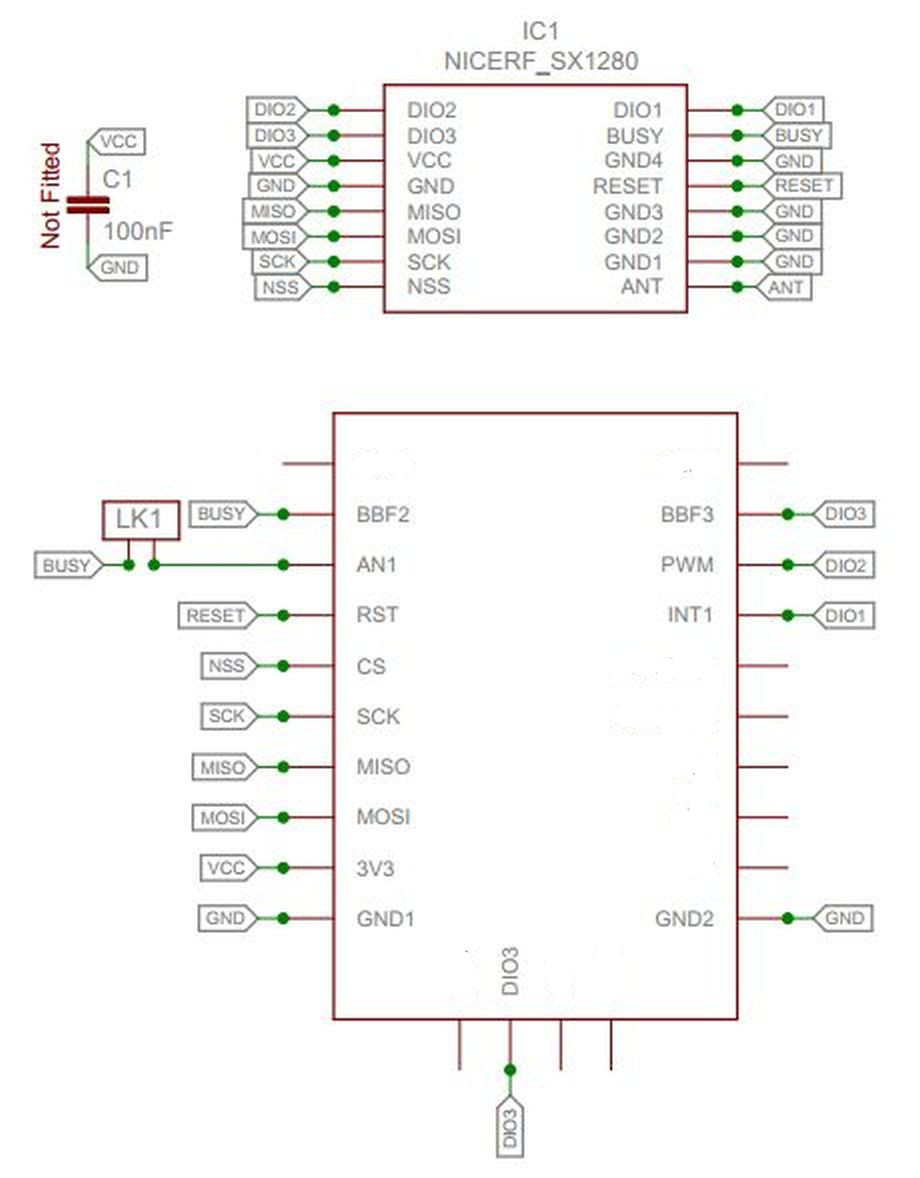 IC1
NICERF_SX1280
DIO2 DIO2 DIO1 DIO1
DIO3 DIO3 BUSY BUSY
VCC VCC GND4 GND
GND GND RESET RESET
MISO MISO GND3 GND
MOSI MOSI GND2 GND
SCK SCK GND1 GND
NSS NSS ANT ANT
Not Fitted
VCC
C1
100nF
GND
LK1
BUSY BBF2 BBF3 DIO3
BUSY AN1 PWM DIO2
RESET RST INT1 DIO1
NSS CS
SCK SCK
MISO MISO
MOSI MOSI
VCC 3V3
GND GND1 GND2 GND
DIO3
DIO3